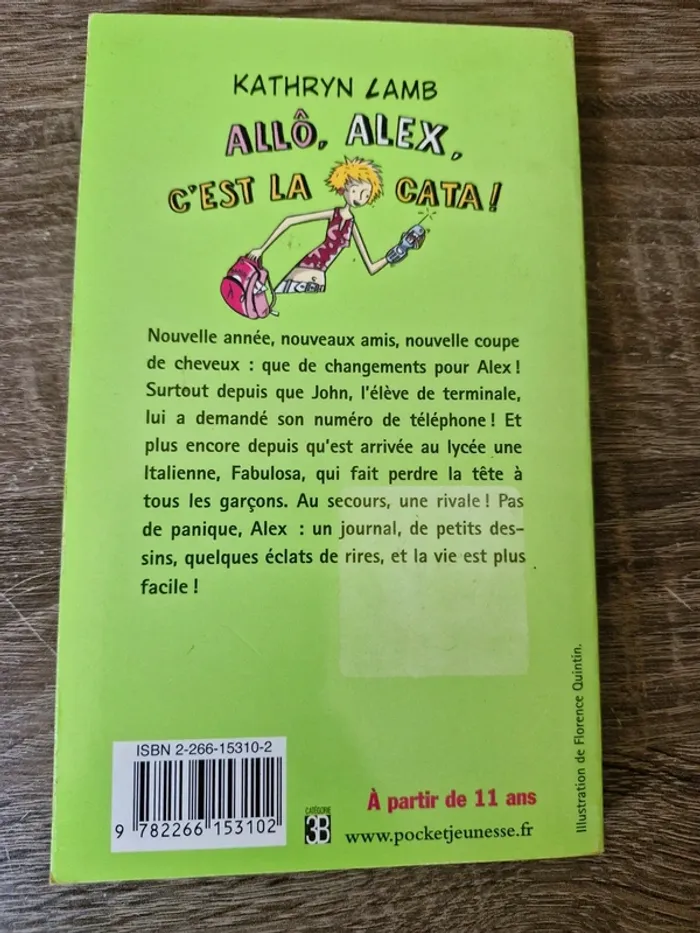 KATHRYN LAMB
ALLÔ, ALEX,
C'EST LA CATA !
Nouvelle année, nouveaux amis, nouvelle coupe
de cheveux : que de changements pour Alex !
Surtout depuis que John, l'élève de terminale,
lui a demandé son numéro de téléphone ! Et
plus encore depuis qu'est arrivée au lycée une
Italienne, Fabulosa, qui fait perdre la tête à
tous les garçons. Au secours, une rivale ! Pas
de panique, Alex : un journal, de petits des-
sins, quelques éclats de rires, et la vie est plus
facile !
Illustration de Florence Quintin.
ISBN 2-266-15310-2
9 782266 153102
CATÉGORIE
3B
À partir de 11 ans
www.pocketjeunesse.fr